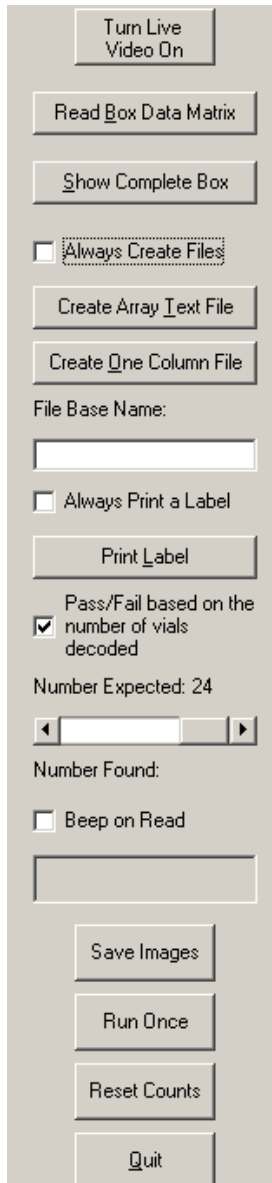 Turn Live
Video On
Read Box Data Matrix
Show Complete Box
Always Create Files
Create Array Text File
Create One Column File
File Base Name:
Always Print a Label
Print Label
Pass/Fail based on the
number of vials
decoded
Number Expected: 24
Number Found:
Beep on Read
Save Images
Run Once
Reset Counts
Quit